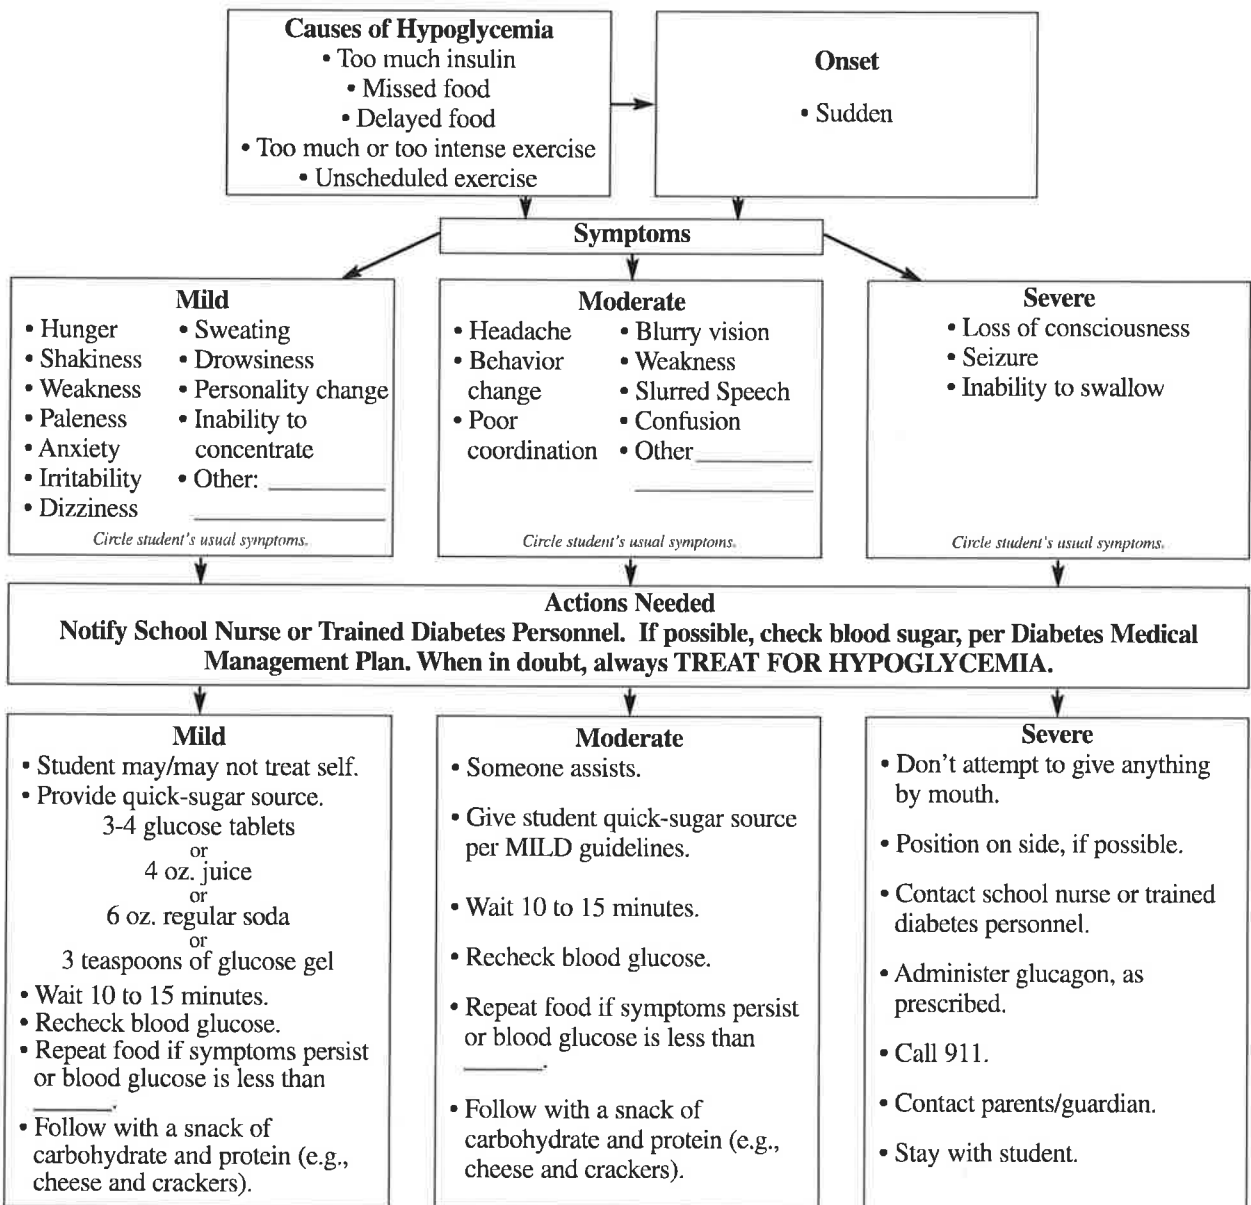 Causes of Hypoglycemia
• Too much insulin
• Missed food
• Delayed food
• Too much or too intense exercise
• Unscheduled exercise
Onset
• Sudden
Symptoms
Mild
• Hunger
• Shakiness
• Weakness
• Paleness
• Anxiety
• Irritability
• Dizziness
• Sweating
• Drowsiness
• Personality change
• Inability to
concentrate
• Other: ____________
____________
Circle student's usual symptoms.
Moderate
• Headache
• Behavior
change
• Poor
coordination
• Blurry vision
• Weakness
• Slurred Speech
• Confusion
• Other ____________
____________
Circle student's usual symptoms.
Severe
• Loss of consciousness
• Seizure
• Inability to swallow
Circle student's usual symptoms.
Actions Needed
Notify School Nurse or Trained Diabetes Personnel. If possible, check blood sugar, per Diabetes Medical
Management Plan. When in doubt, always TREAT FOR HYPOGLYCEMIA.
Mild
• Student may/may not treat self.
• Provide quick-sugar source.
3-4 glucose tablets
or
4 oz. juice
or
6 oz. regular soda
or
3 teaspoons of glucose gel
• Wait 10 to 15 minutes.
• Recheck blood glucose.
• Repeat food if symptoms persist
or blood glucose is less than
______.
• Follow with a snack of
carbohydrate and protein (e.g.,
cheese and crackers).
Moderate
• Someone assists.
• Give student quick-sugar source
per MILD guidelines.
• Wait 10 to 15 minutes.
• Recheck blood glucose.
• Repeat food if symptoms persist
or blood glucose is less than
______.
• Follow with a snack of
carbohydrate and protein (e.g.,
cheese and crackers).
Severe
• Don't attempt to give anything
by mouth.
• Position on side, if possible.
• Contact school nurse or trained
diabetes personnel.
• Administer glucagon, as
prescribed.
• Call 911.
• Contact parents/guardian.
• Stay with student.